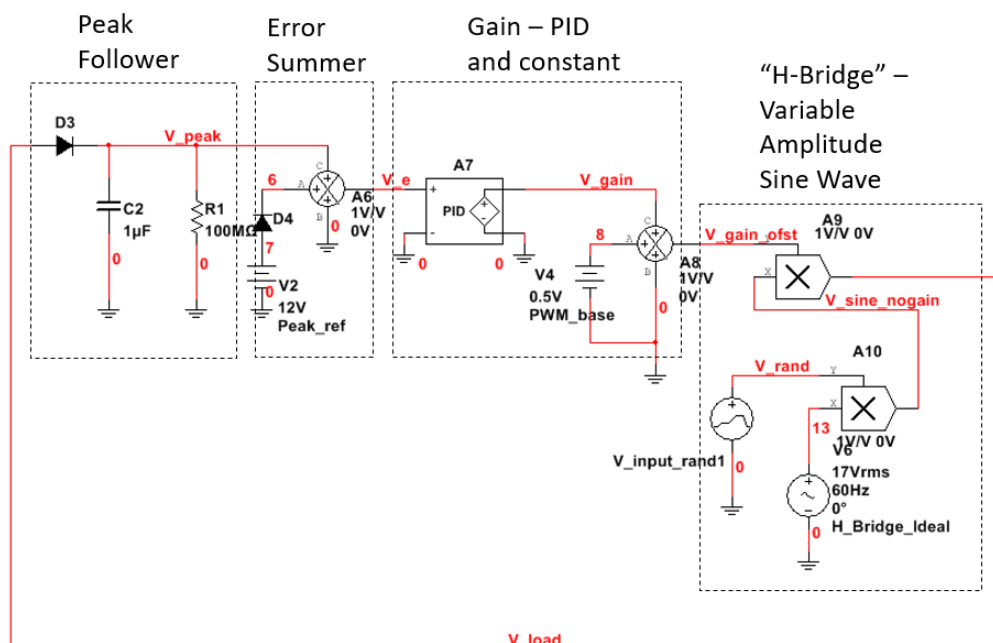 Peak
Follower
Error
Summer
Gain – PID
and constant
"H-Bridge" –
Variable
Amplitude
Sine Wave
D3
V_peak
C2
1µF
0
R1
100MΩ
0
6
D4
7
V2
0
12V
Peak_ref
C
A
B
A6
1V/V
0V
0
V_e
A7
+
-
PID
+
-
0
0
V_gain
8
V4
0.5V
PWM_base
C
A
B
A8
1V/V
0V
0
V_gain_ofst
A9
1V/V 0V
Y
X
V_sine_nogain
A10
V_rand
Y
X
1V/V 0V
13
V_input_rand1
+
0
V6
17Vrms
60Hz
0°
H_Bridge_Ideal
+
-
0
V_load